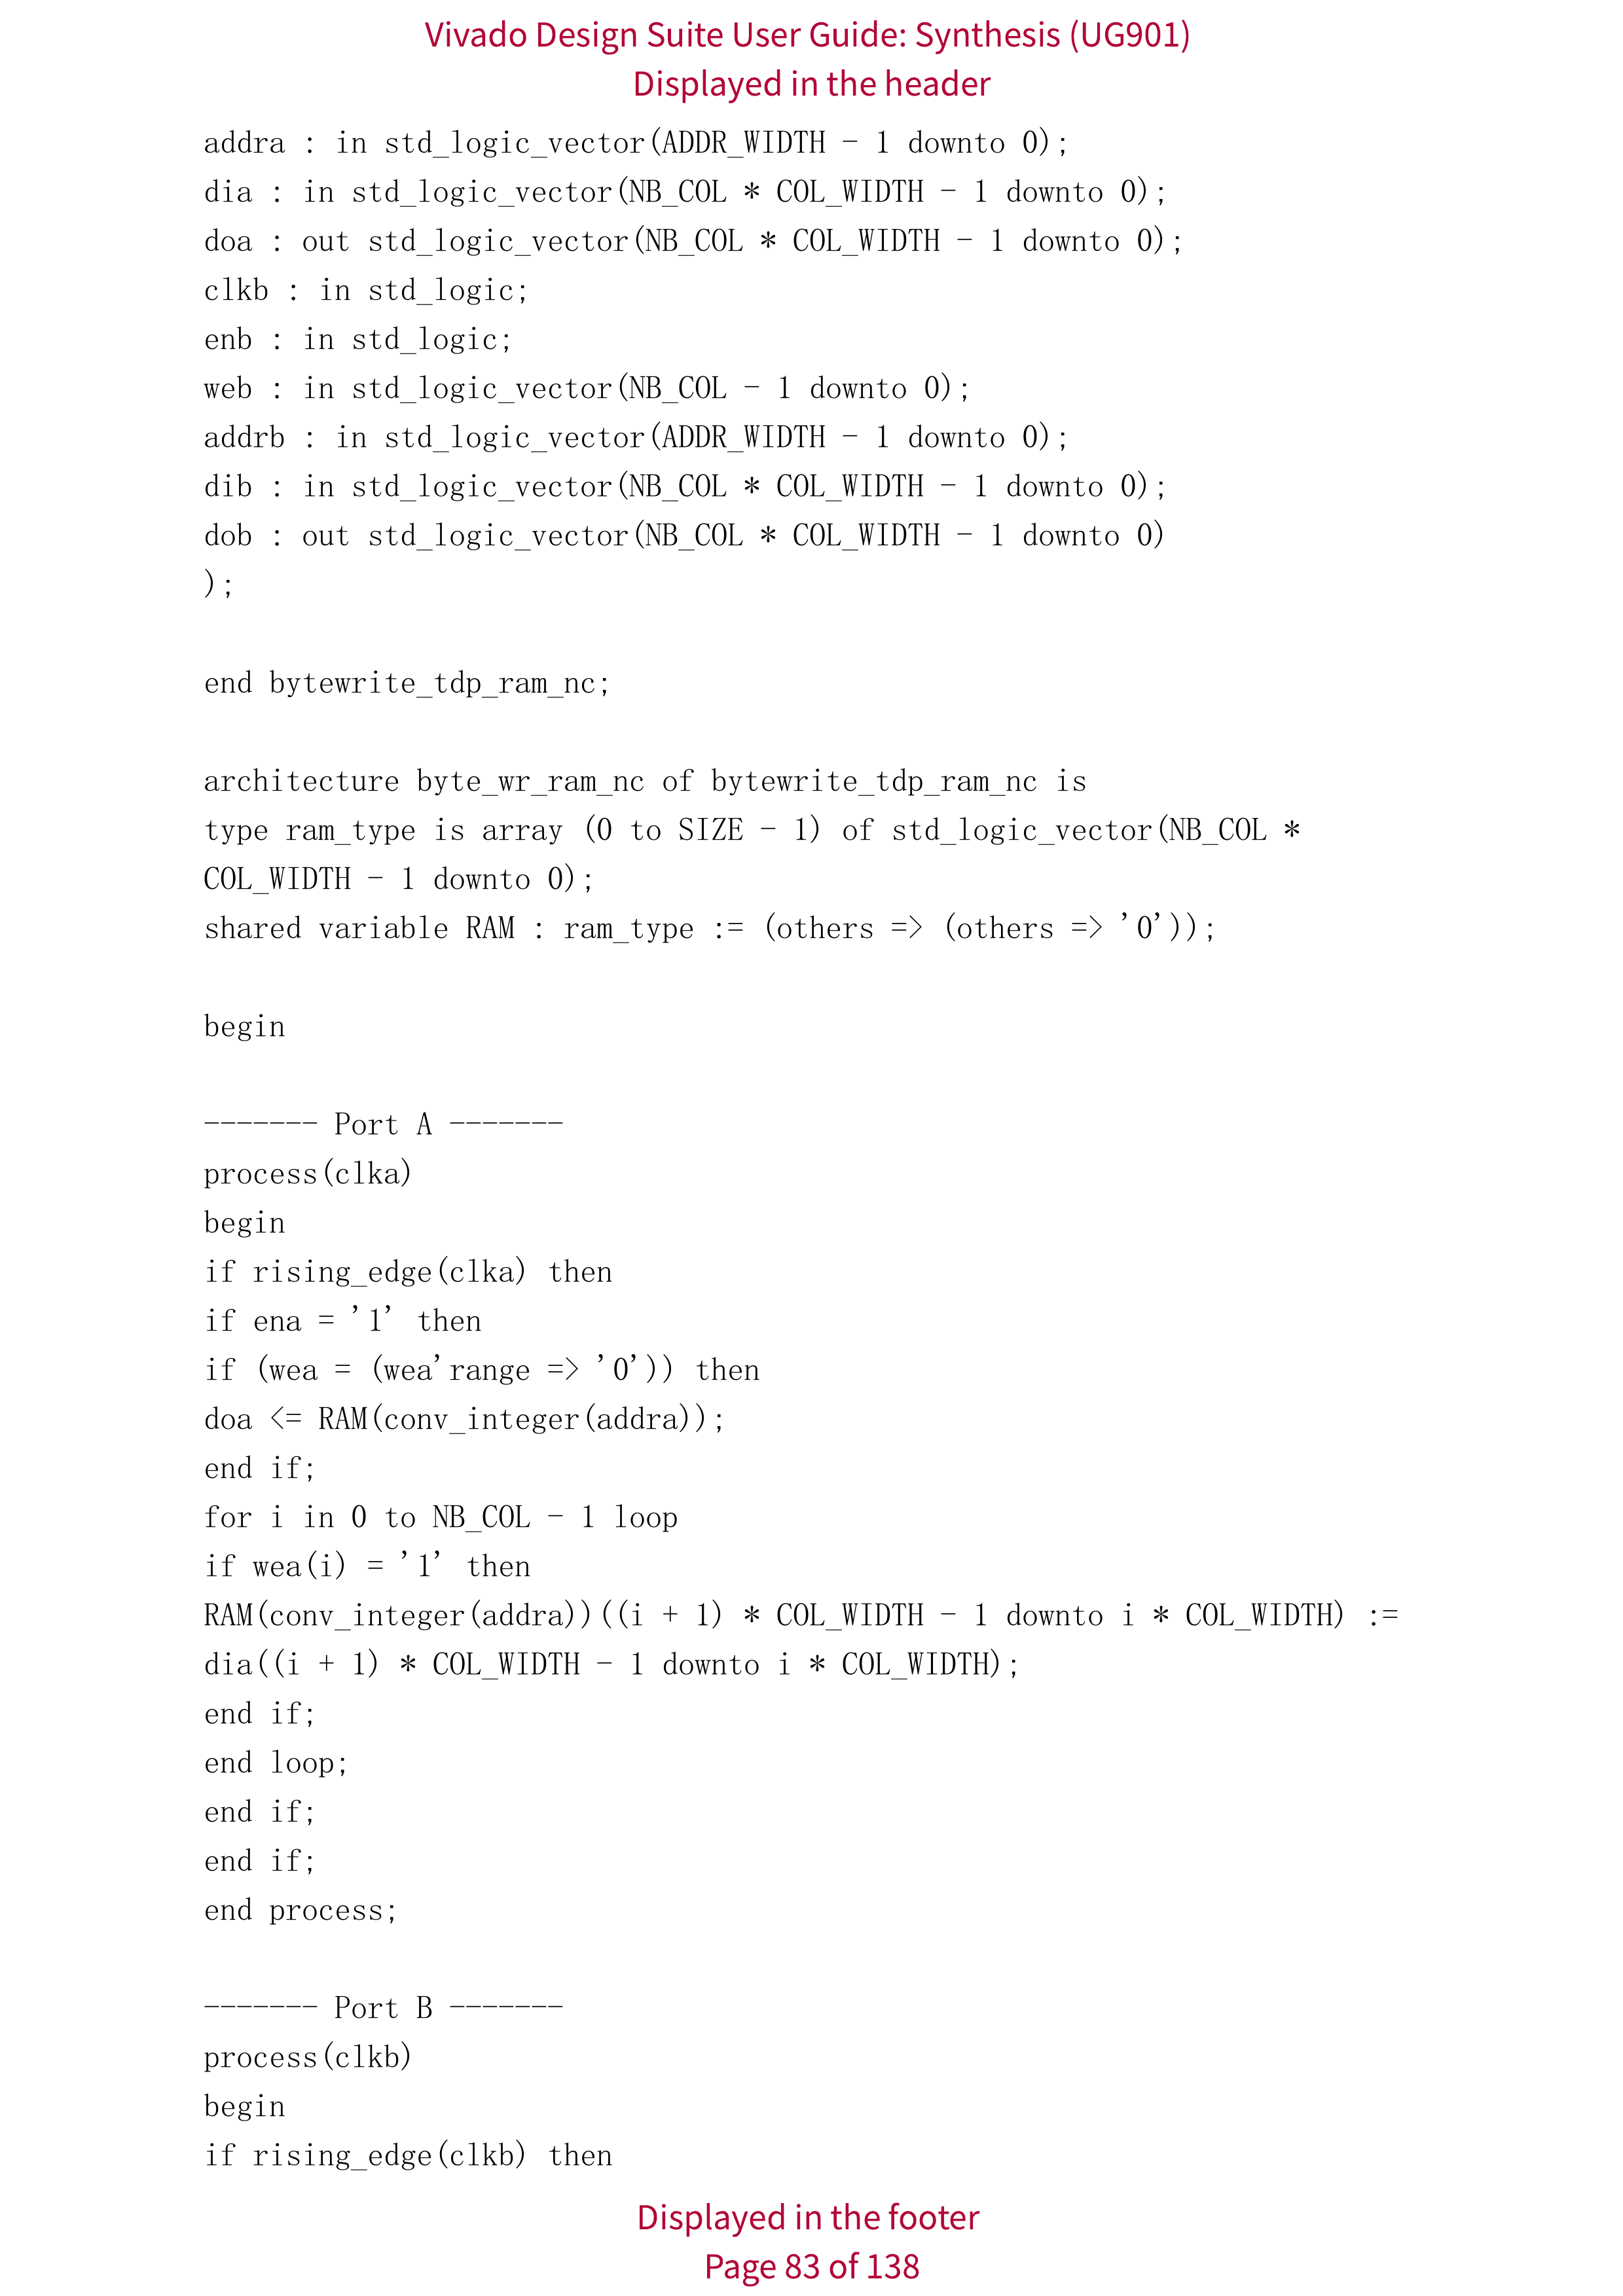 Vivado Design Suite User Guide: Synthesis (UG901)
Displayed in the header
addra : in std_logic_vector(ADDR_WIDTH - 1 downto 0);
dia : in std_logic_vector(NB_COL * COL_WIDTH - 1 downto 0);
doa : out std_logic_vector(NB_COL * COL_WIDTH - 1 downto 0);
clkb : in std_logic;
enb : in std_logic;
web : in std_logic_vector(NB_COL - 1 downto 0);
addrb : in std_logic_vector(ADDR_WIDTH - 1 downto 0);
dib : in std_logic_vector(NB_COL * COL_WIDTH - 1 downto 0);
dob : out std_logic_vector(NB_COL * COL_WIDTH - 1 downto 0)
);
end bytewrite_tdp_ram_nc;
architecture byte_wr_ram_nc of bytewrite_tdp_ram_nc is
type ram_type is array (0 to SIZE - 1) of std_logic_vector(NB_COL *
COL_WIDTH - 1 downto 0);
shared variable RAM : ram_type := (others => (others => '0'));
begin
------- Port A -------
process(clka)
begin
if rising_edge(clka) then
if ena = '1' then
if (wea = (wea'range => '0')) then
doa <= RAM(conv_integer(addra));
end if;
for i in 0 to NB_COL - 1 loop
if wea(i) = '1' then
RAM(conv_integer(addra))((i + 1) * COL_WIDTH - 1 downto i * COL_WIDTH) :=
dia((i + 1) * COL_WIDTH - 1 downto i * COL_WIDTH);
end if;
end loop;
end if;
end if;
end process;
------- Port B -------
process(clkb)
begin
if rising_edge(clkb) then
Displayed in the footer
Page 83 of 138